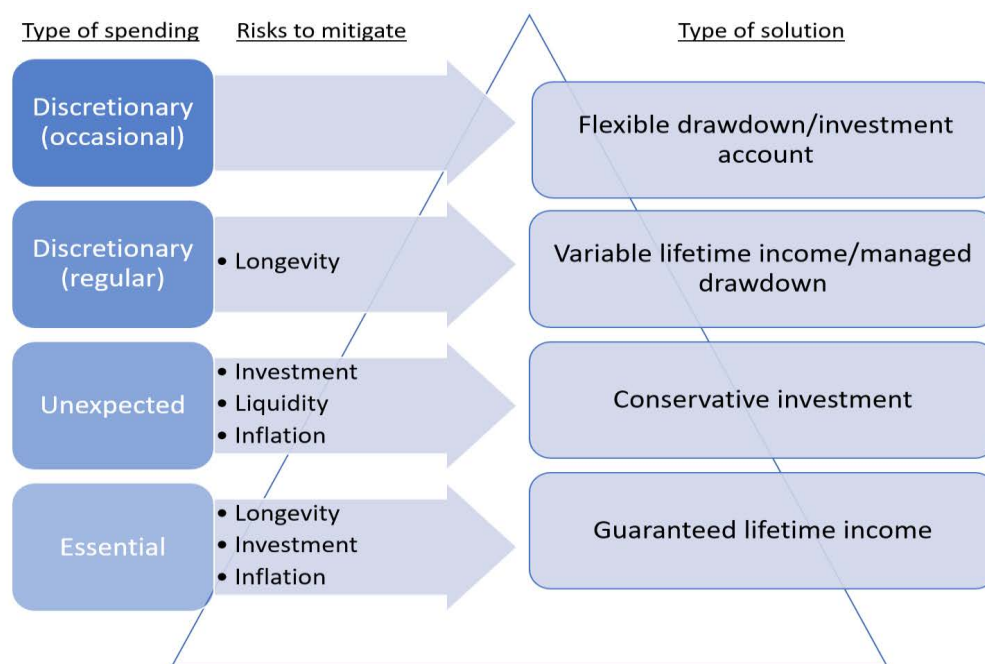 Type of spending
Risks to mitigate
Type of solution
Discretionary
(occasional)
Flexible drawdown/investment
account
Discretionary
(regular)
• Longevity
Variable lifetime income/managed
drawdown
Unexpected
• Investment
• Liquidity
• Inflation
Conservative investment
Essential
• Longevity
• Investment
• Inflation
Guaranteed lifetime income